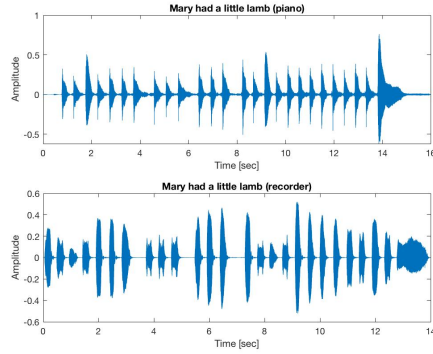 Mary had a little lamb (piano)
1
0.5
0
-0.5
Amplitude
0 2 4 6 8 10 12 14 16
Time [sec]
Mary had a little lamb (recorder)
0.6
0.4
0.2
0
-0.2
-0.4
-0.6
Amplitude
0 2 4 6 8 10 12 14
Time [sec]